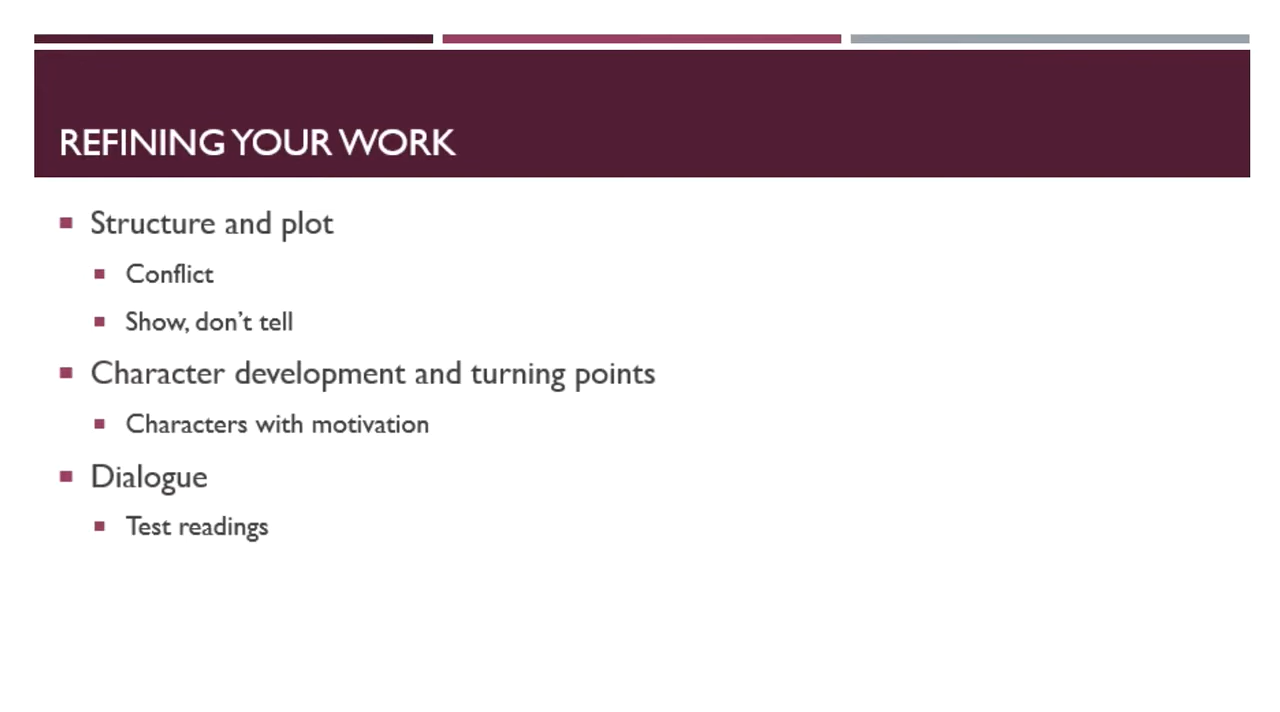 REFINING YOUR WORK
Structure and plot
Conflict
Show, don’t tell
Character development and turning points
Characters with motivation
Dialogue
Test readings